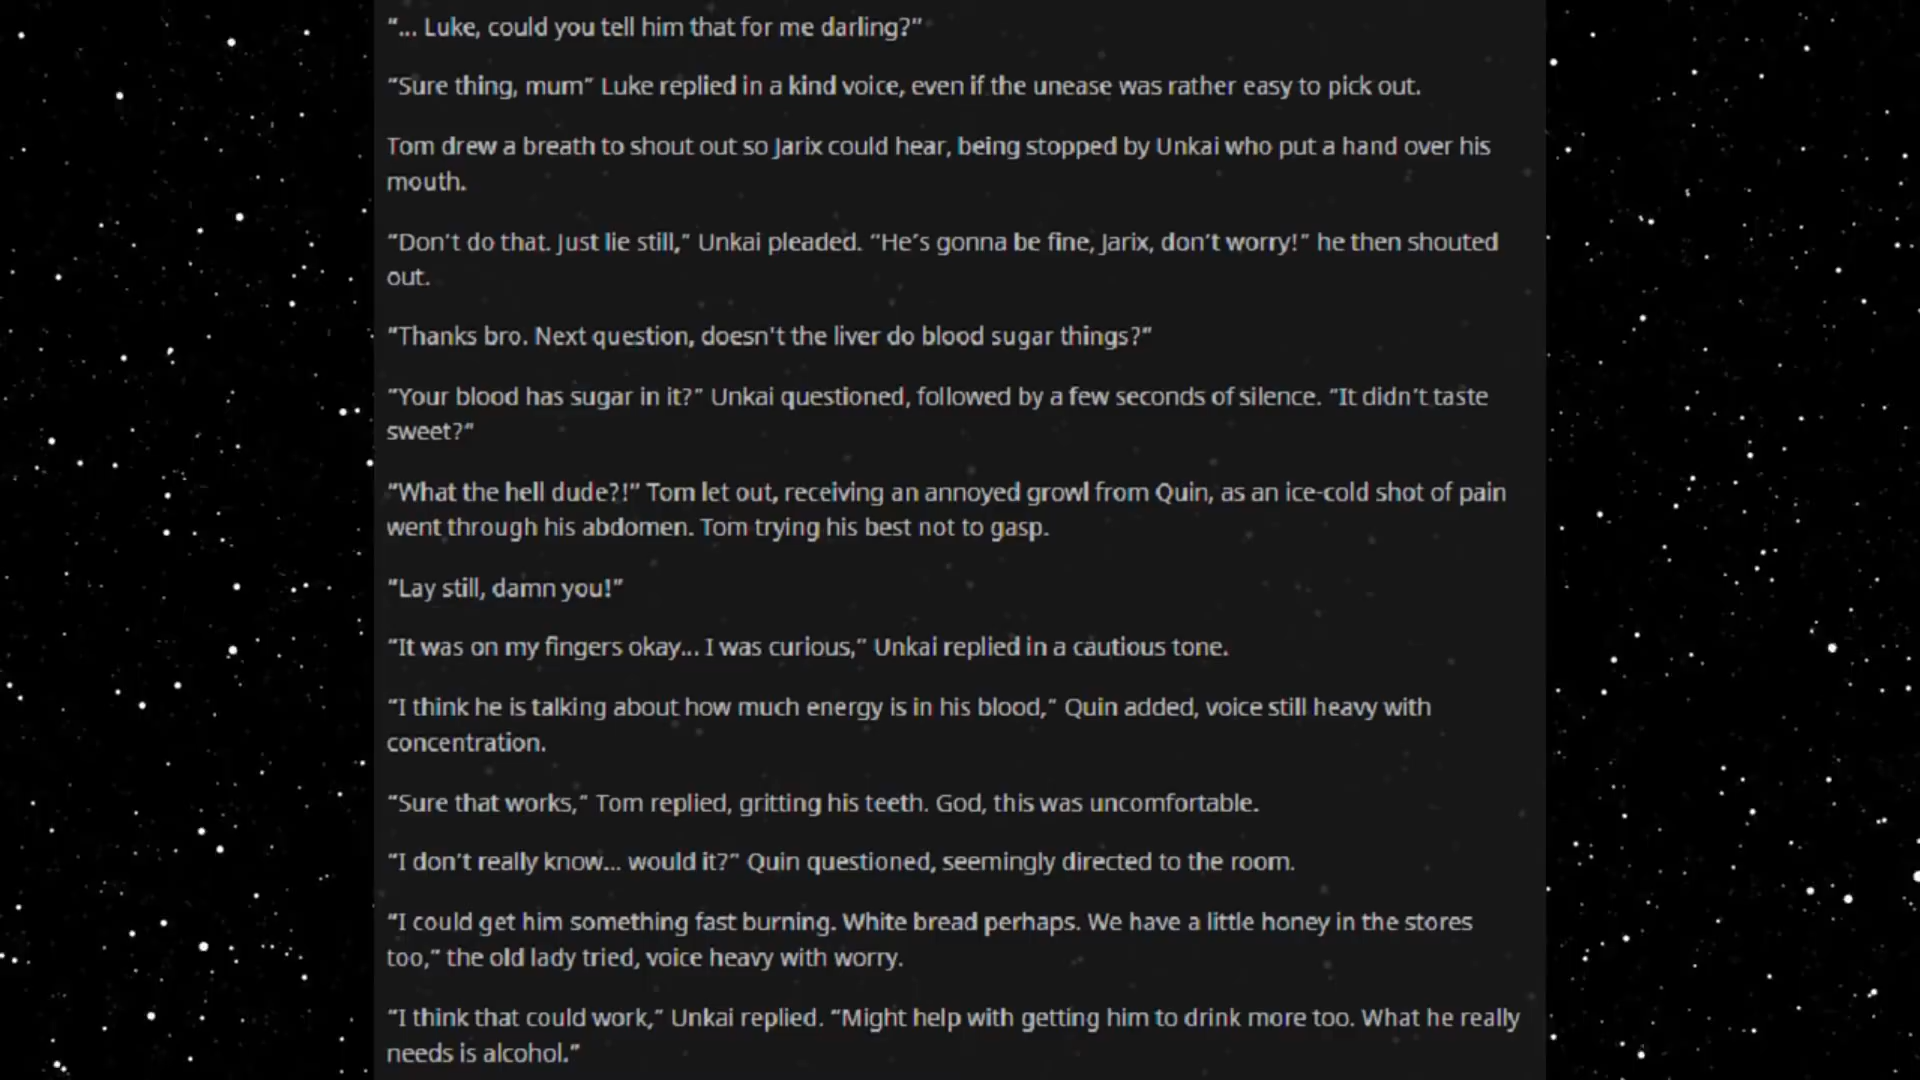 “... Luke, could you tell him that for me darling?”
“Sure thing, mum” Luke replied in a kind voice, even if the unease was rather easy to pick out.
Tom drew a breath to shout out so Jarix could hear, being stopped by Unkai who put a hand over his
mouth.
“Don’t do that. Just lie still,” Unkai pleaded. “He’s gonna be fine, Jarix, don’t worry!” he then shouted
out.
“Thanks bro. Next question, doesn't the liver do blood sugar things?”
“Your blood has sugar in it?” Unkai questioned, followed by a few seconds of silence. “It didn’t taste
sweet?”
“What the hell dude?!” Tom let out, receiving an annoyed growl from Quin, as an ice-cold shot of pain
went through his abdomen. Tom trying his best not to gasp.
“Lay still, damn you!”
“It was on my fingers okay... I was curious,” Unkai replied in a cautious tone.
“I think he is talking about how much energy is in his blood,” Quin added, voice still heavy with
concentration.
“Sure that works,” Tom replied, gritting his teeth. God, this was uncomfortable.
“I don’t really know... would it?” Quin questioned, seemingly directed to the room.
“I could get him something fast burning. White bread perhaps. We have a little honey in the stores
too,” the old lady tried, voice heavy with worry.
“I think that could work,” Unkai replied. “Might help with getting him to drink more too. What he really
needs is alcohol.”